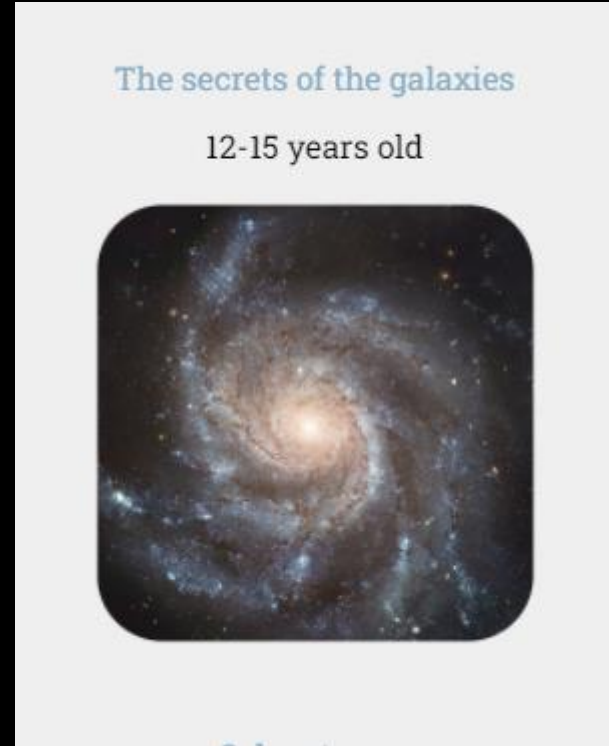 The secrets of the galaxies
12-15 years old